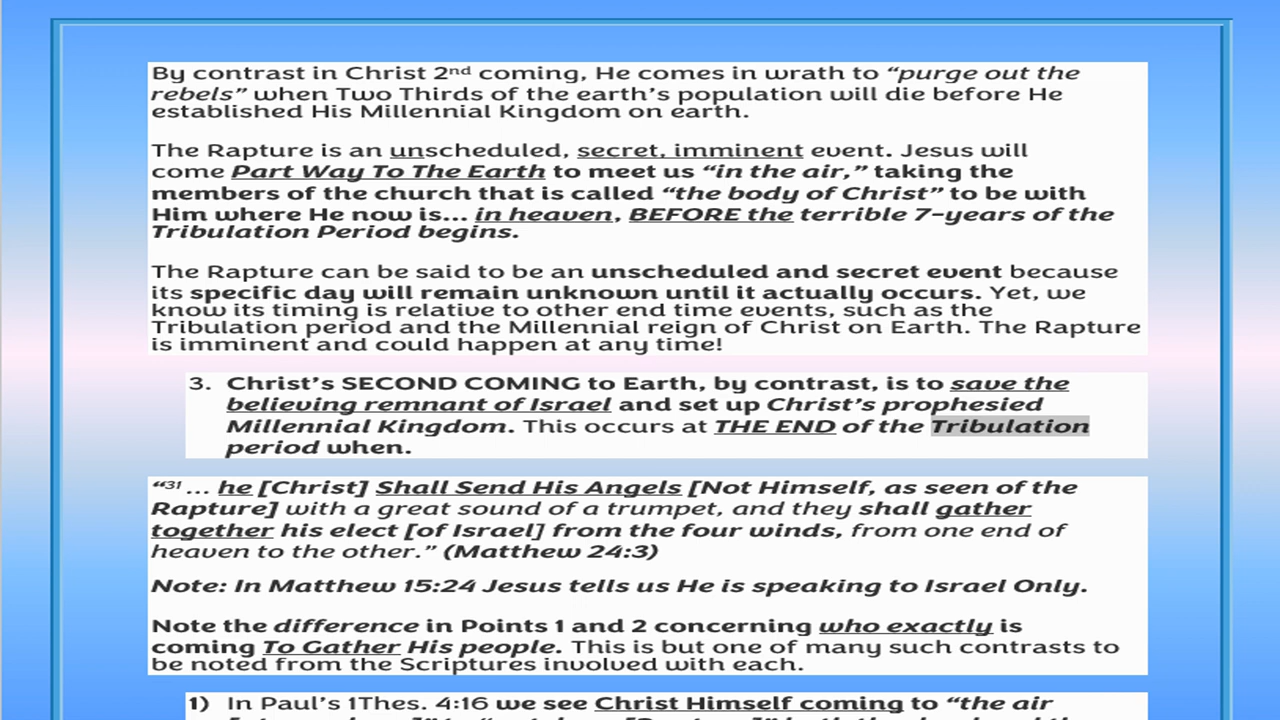 By contrast in Christ 2nd coming, He comes in wrath to “purge out the
rebels” when Two Thirds of the earth’s population will die before He
established His Millennial Kingdom on earth.
The Rapture is an unscheduled, secret, imminent event. Jesus will
come Part Way To The Earth to meet us “in the air,” taking the
members of the church that is called “the body of Christ” to be with
Him where He now is... in heaven, BEFORE the terrible 7-years of the
Tribulation Period begins.
The Rapture can be said to be an unscheduled and secret event because
its specific day will remain unknown until it actually occurs. Yet, we
know its timing is relative to other end time events, such as the
Tribulation period and the Millennial reign of Christ on Earth. The Rapture
is imminent and could happen at any time!
3. Christ’s SECOND COMING to Earth, by contrast, is to save the
believing remnant of Israel and set up Christ’s prophesied
Millennial Kingdom. This occurs at THE END of the Tribulation
period when.
“31 ... he [Christ] Shall Send His Angels [Not Himself, as seen of the
Rapture] with a great sound of a trumpet, and they shall gather
together his elect [of Israel] from the four winds, from one end of
heaven to the other.” (Matthew 24:3)
Note: In Matthew 15:24 Jesus tells us He is speaking to Israel Only.
Note the difference in Points 1 and 2 concerning who exactly is
coming To Gather His people. This is but one of many such contrasts to
be noted from the Scriptures involved with each.
1) In Paul’s 1Thes. 4:16 we see Christ Himself coming to “the air